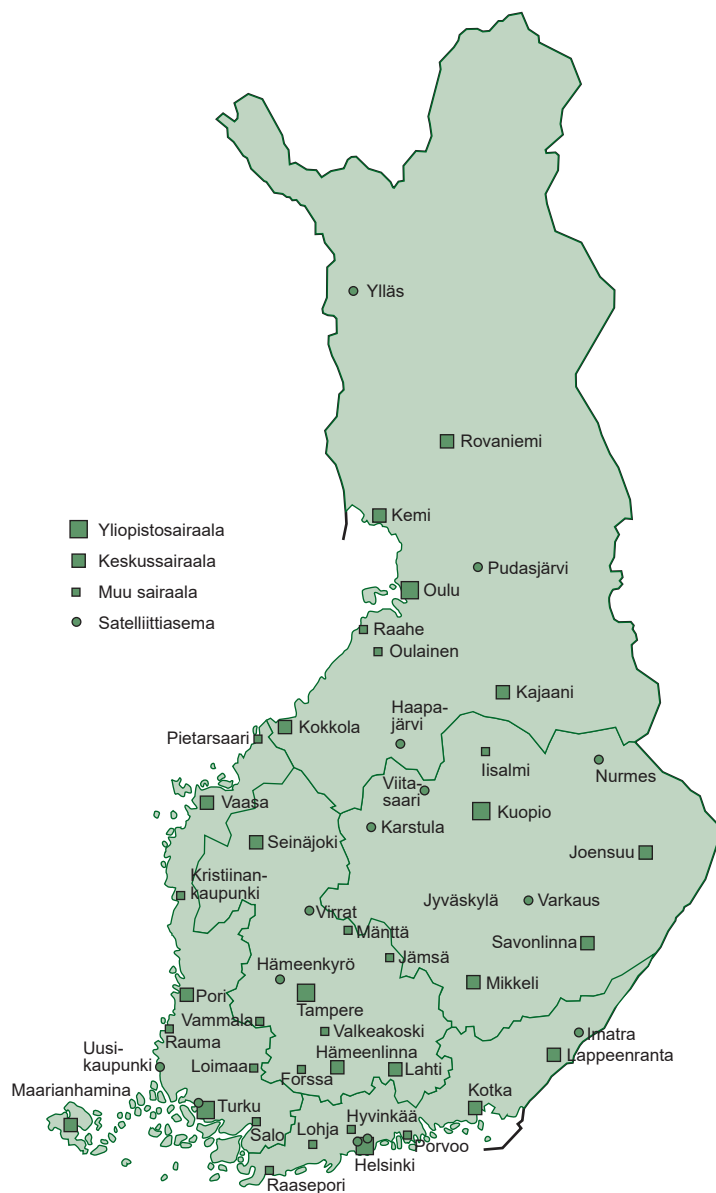 Ylläs
Rovaniemi
Kemi
Yliopistosairaala
Keskussairaala
Muu sairaala
Satelliittiasema
Pudasjärvi
Oulu
Raahe
Oulainen
Kajaani
Haapa-
järvi
Kokkola
Pietarsaari
Iisalmi
Nurmes
Viita-
saari
Vaasa
Kuopio
Karstula
Seinäjoki
Joensuu
Kristiinan-
kaupunki
Jyväskylä
Varkaus
Virrat
Mänttä
Savonlinna
Jämsä
Hämeenkyrö
Mikkeli
Pori
Tampere
Vammala
Rauma
Valkeakoski
Imatra
Uusi-
kaupunki
Hämeenlinna
Lappeenranta
Loimaa
Forssa
Lahti
Maarianhamina
Kotka
Turku
Hyvinkää
Salo
Lohja
Porvoo
Helsinki
Raasepori